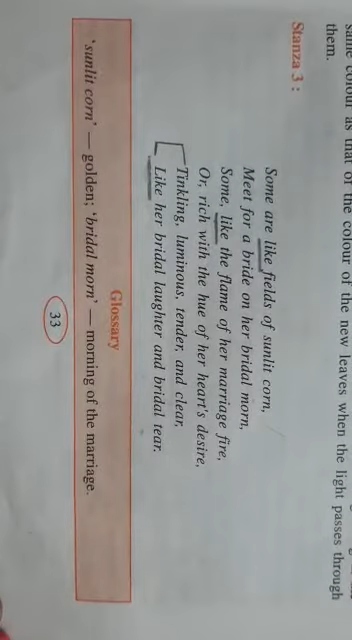 same colour as that of the colour of the new leaves when the light passes through
them.
Stanza 3 :
Some are like fields of sunlit corn,
Meet for a bride on her bridal morn,
Some, like the flame of her marriage fire,
Or, rich with the hue of her heart's desire,
Tinkling, luminous, tender, and clear,
Like her bridal laughter and bridal tear.
Glossary
'sunlit corn' — golden; 'bridal morn' — morning of the marriage.
33